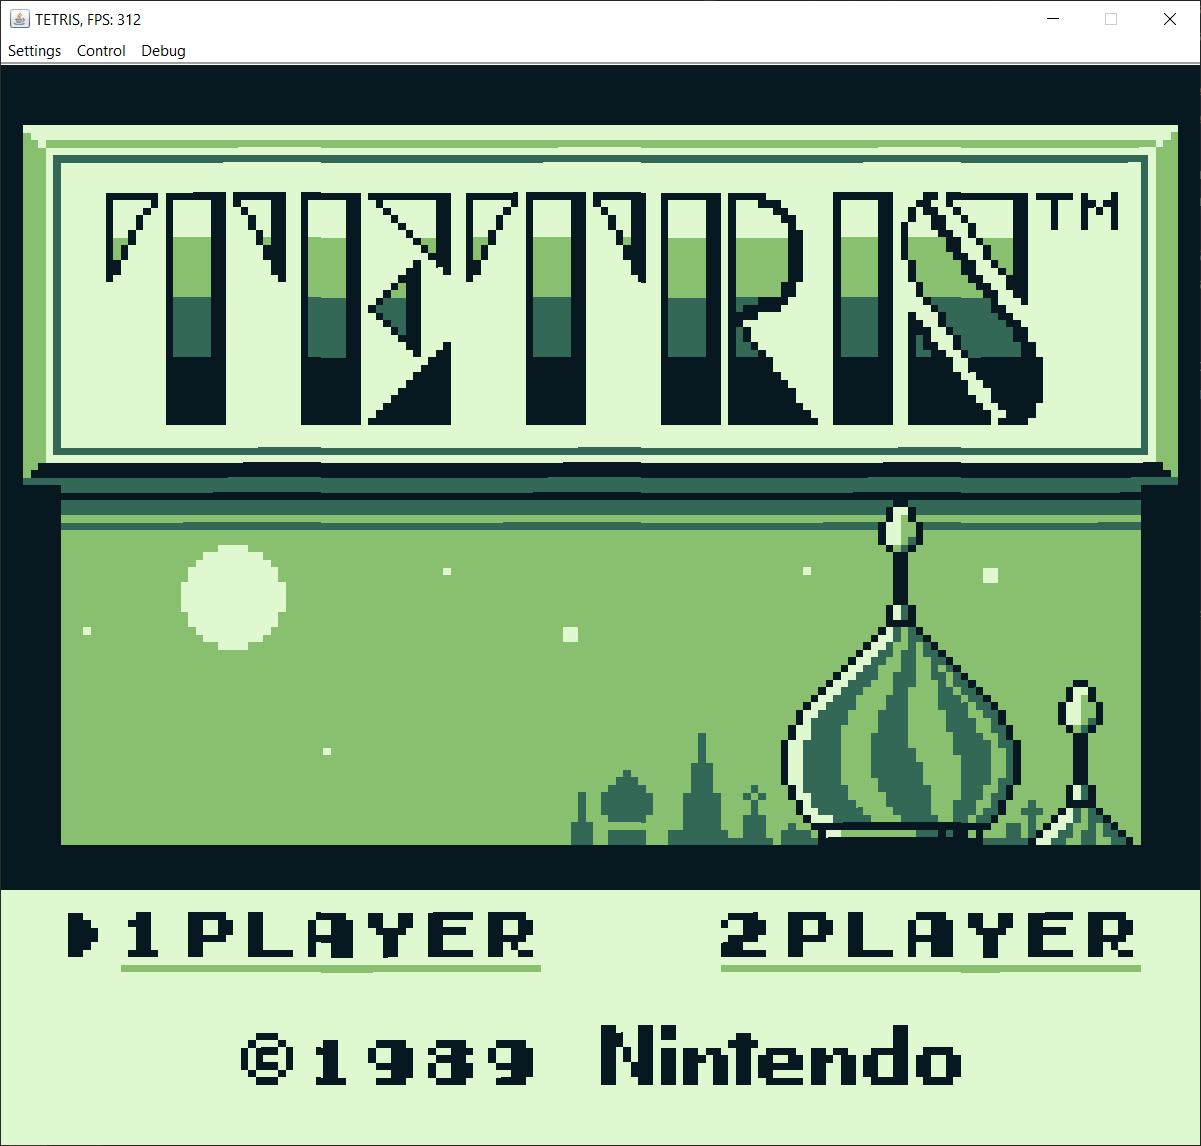 TETRIS, FPS: 312
Settings Control Debug
TETRIS™
1PLAYER 2PLAYER
©1989 Nintendo